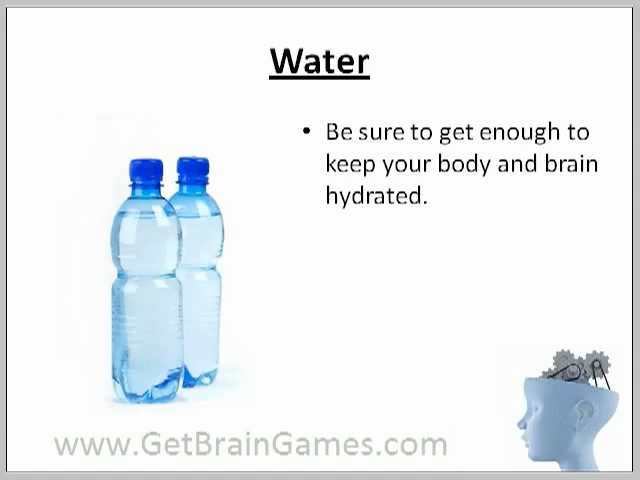 Water
• Be sure to get enough to
keep your body and brain
hydrated.
www.GetBrainGames.com